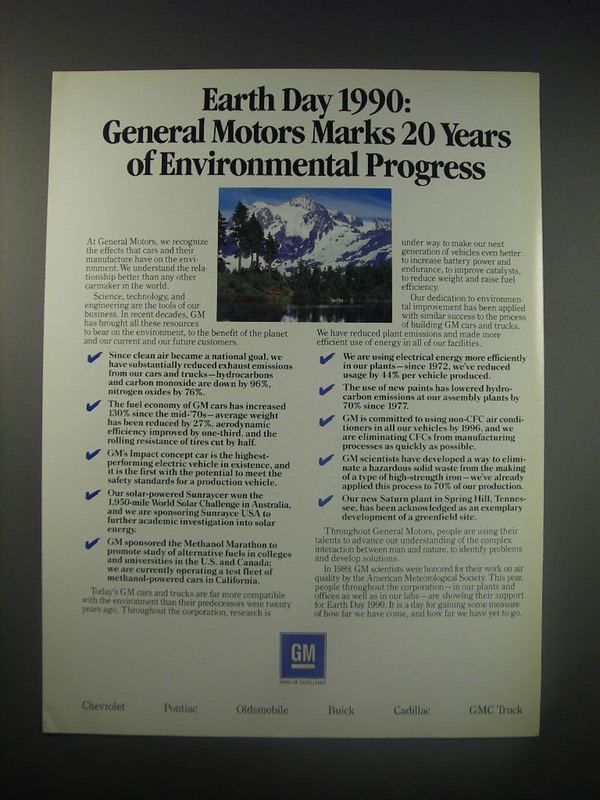 Earth Day 1990:
General Motors Marks 20 Years
of Environmental Progress
At General Motors, we recognize
the effects that cars and their
manufacture have on the envi-
ronment. We understand the rela-
tionship better than any other
carmaker in the world.
Science, technology, and
engineering are the tools of our
business. In recent decades, GM
has brought all these resources
to bear on the environment, to the benefit of the planet
and our current and our future customers.
Since clean air became a national goal, we
have substantially reduced exhaust emissions
from our cars and trucks—hydrocarbons
and carbon monoxide are down by 96%,
nitrogen oxides by 76%.
The fuel economy of GM cars has increased
130% since the mid-'70s—average weight
has been reduced by 27%, aerodynamic
efficiency improved by one-third, and the
rolling resistance of tires cut by half.
GM's Impact concept car is the highest-
performing electric vehicle in existence, and
it is the first with the potential to meet the
safety standards for a production vehicle.
Our solar-powered Sunraycer won the
1,950-mile World Solar Challenge in Australia,
and we are sponsoring Sunrayce USA to
further academic investigation into solar
energy.
GM sponsored the Methanol Marathon to
promote study of alternative fuels in colleges
and universities in the U.S. and Canada;
we are currently operating a test fleet of
methanol-powered cars in California.
Today's GM cars and trucks are far more compatible
with the environment than their predecessors were twenty
years ago. Throughout the corporation, research is
under way to make our next
generation of vehicles even better:
to increase battery power and
endurance, to improve catalysts,
to reduce weight and raise fuel
efficiency.
Our dedication to environmen-
tal improvement has been applied
with similar success to the process
of building GM cars and trucks.
We have reduced plant emissions and made more
efficient use of energy in all of our facilities.
We are using electrical energy more efficiently
in our plants—since 1972, we've reduced
usage by 44% per vehicle produced.
The use of new paints has lowered hydro-
carbon emissions at our assembly plants by
70% since 1977.
GM is committed to using non-CFC air condi-
tioners in all our vehicles by 1996, and we
are eliminating CFCs from manufacturing
processes as quickly as possible.
GM scientists have developed a way to elimi-
nate a hazardous solid waste from the making
of a type of high-strength iron—we've already
applied this process to 70% of our production.
Our new Saturn plant in Spring Hill, Tennes-
see, has been acknowledged as an exemplary
development of a greenfield site.
Throughout General Motors, people are using their
talents to advance our understanding of the complex
interaction between man and nature, to identify problems
and develop solutions.
In 1989, GM scientists were honored for their work on air
quality by the American Meteorological Society. This year,
people throughout the corporation—in our plants and
offices as well as in our labs—are showing their support
for Earth Day 1990. It is a day for gaining some measure
of how far we have come, and how far we have yet to go.
GM
MARK OF EXCELLENCE
Chevrolet Pontiac Oldsmobile Buick Cadillac GMC Truck